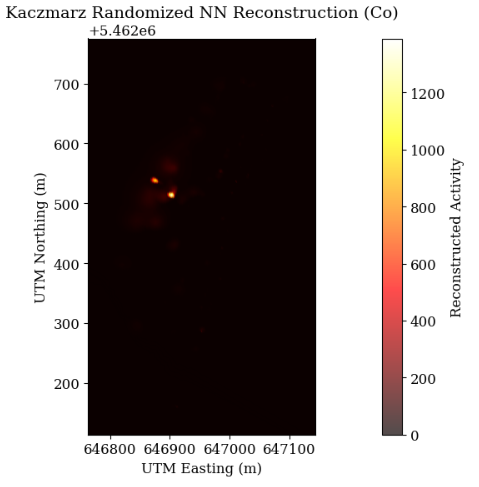 Kaczmarz Randomized NN Reconstruction (Co)
+5.462e6
700
600
500
400
300
200
UTM Northing (m)
646800 646900 647000 647100
UTM Easting (m)
1200
1000
800
600
400
200
0
Reconstructed Activity